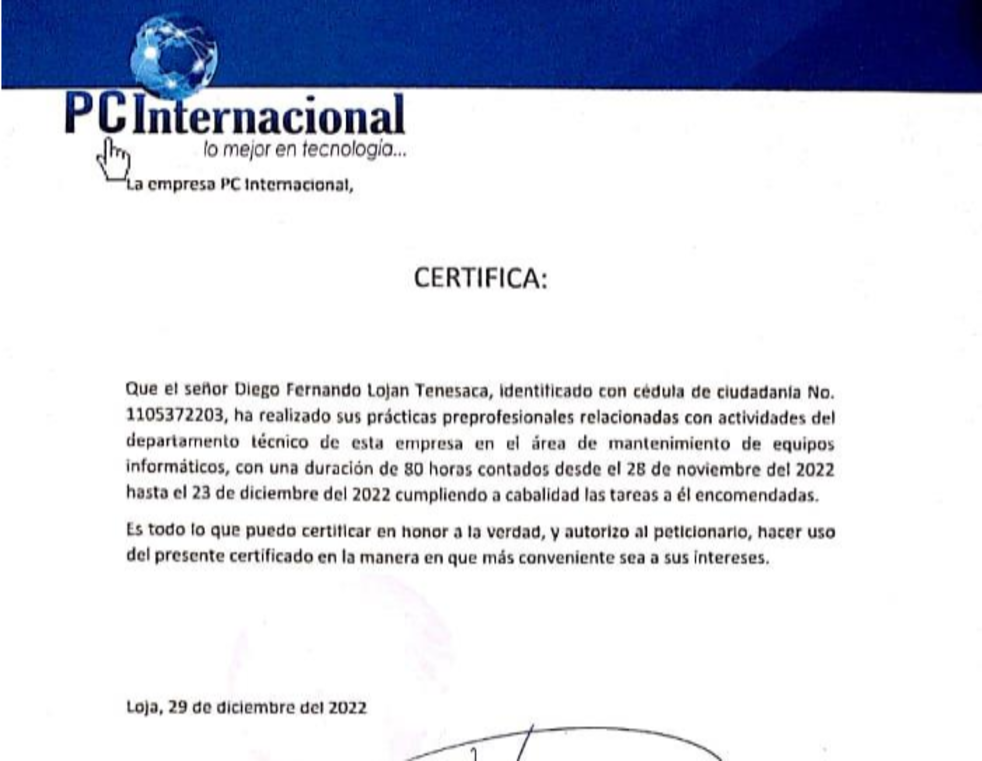 PC Internacional
lo mejor en tecnología...
La empresa PC Internacional,
CERTIFICA:
Que el señor Diego Fernando Lojan Tenesaca, identificado con cédula de ciudadanía No.
1105372203, ha realizado sus prácticas preprofesionales relacionadas con actividades del
departamento técnico de esta empresa en el área de mantenimiento de equipos
informáticos, con una duración de 80 horas contados desde el 28 de noviembre del 2022
hasta el 23 de diciembre del 2022 cumpliendo a cabalidad las tareas a él encomendadas.
Es todo lo que puedo certificar en honor a la verdad, y autorizo al peticionario, hacer uso
del presente certificado en la manera en que más conveniente sea a sus intereses.
Loja, 29 de diciembre del 2022